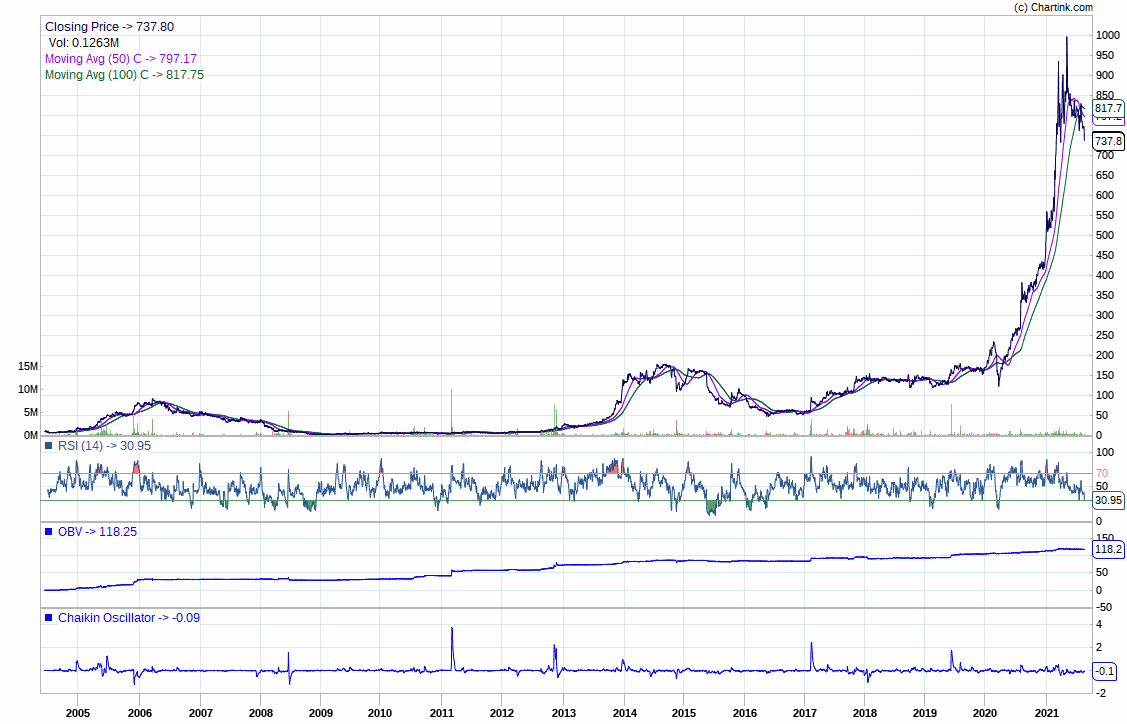 (c) Chartink.com
Closing Price -> 737.80
Vol: 0.1263M
Moving Avg (50) C -> 797.17
Moving Avg (100) C -> 817.75
1000
950
900
850
817.7
737.8
700
650
600
550
500
450
400
350
300
250
200
150
100
50
0
15M
10M
5M
0M
RSI (14) -> 30.95
100
70
50
30.95
0
OBV -> 118.25
150
118.2
50
0
-50
Chaikin Oscillator -> -0.09
4
2
-0.1
-2
2005 2006 2007 2008 2009 2010 2011 2012 2013 2014 2015 2016 2017 2018 2019 2020 2021